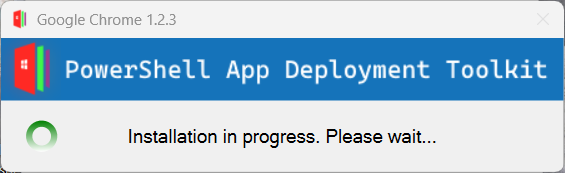 Google Chrome 1.2.3
PowerShell App Deployment Toolkit
Installation in progress. Please wait...